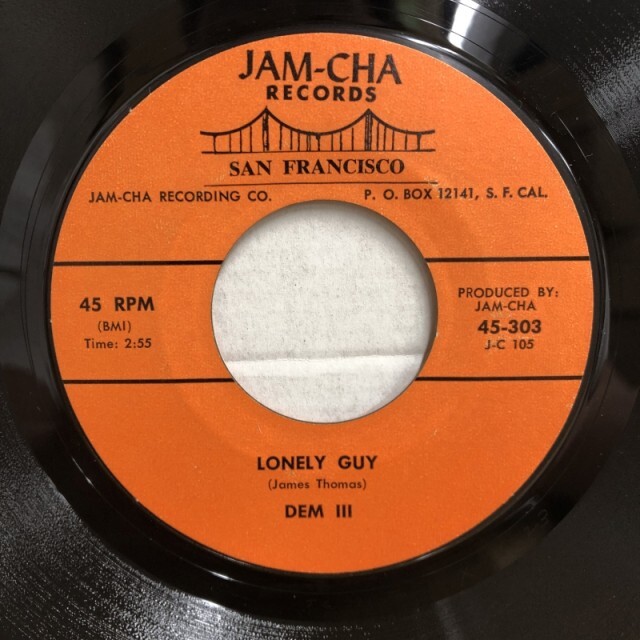 JAM-CHA
RECORDS
SAN FRANCISCO
JAM-CHA RECORDING CO. P. O. BOX 12141, S. F. CAL.
45 RPM
(BMI)
Time: 2:55
PRODUCED BY:
JAM-CHA
45-303
J-C 105
LONELY GUY
(James Thomas)
DEM III